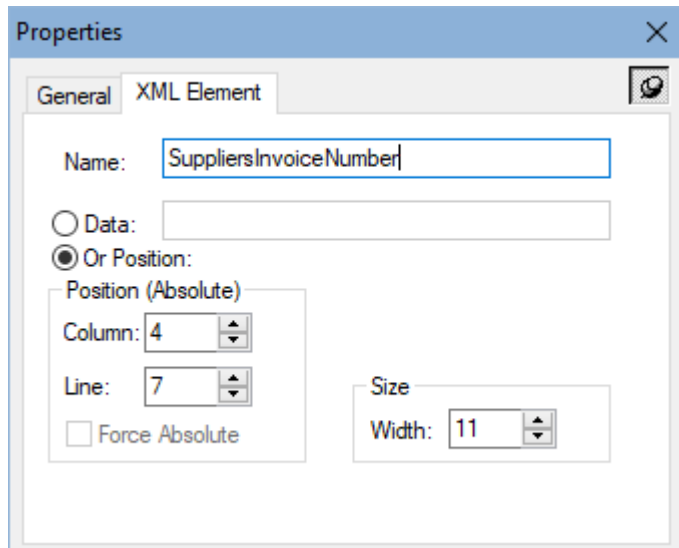 Properties
General XML Element
Name: SuppliersInvoiceNumber
Data:
Or Position:
Position (Absolute)
Column: 4
Line: 7
Size
Force Absolute
Width: 11